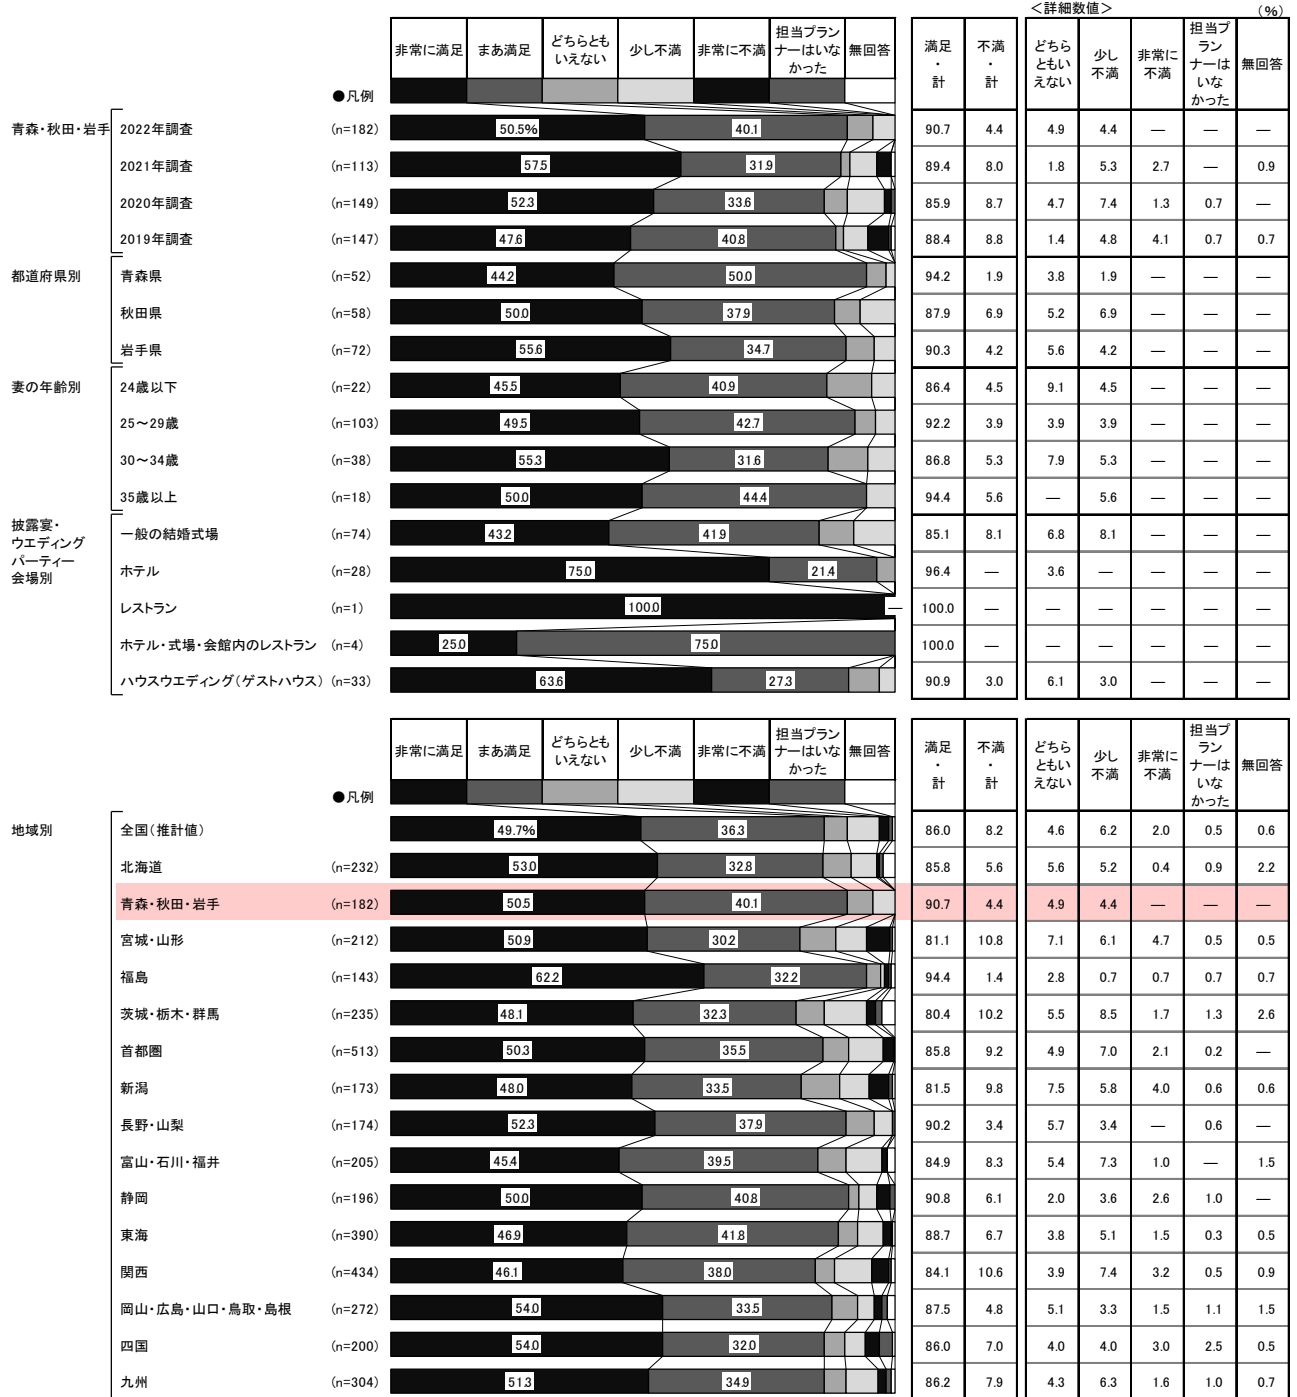 ＜詳細数値＞
(%)
非常に満足 まあ満足 どちらとも いえない 少し不満 非常に不満 担当プラン ナーはいな かった 無回答 満足 ・ 計 不満 ・ 計 どちら ともい えない 少し 不満 非常に 不満 担当プ ラン ナーは いな かった 無回答
●凡例
青森・秋田・岩手 2022年調査 (n=182) 50.5% 40.1 90.7 4.4 4.9 4.4 — — —
2021年調査 (n=113) 57.5 31.9 89.4 8.0 1.8 5.3 2.7 — 0.9
2020年調査 (n=149) 52.3 33.6 85.9 8.7 4.7 7.4 1.3 0.7 —
2019年調査 (n=147) 47.6 40.8 88.4 8.8 1.4 4.8 4.1 0.7 0.7
都道府県別 青森県 (n=52) 44.2 50.0 94.2 1.9 3.8 1.9 — — —
秋田県 (n=58) 50.0 37.9 87.9 6.9 5.2 6.9 — — —
岩手県 (n=72) 55.6 34.7 90.3 4.2 5.6 4.2 — — —
妻の年齢別 24歳以下 (n=22) 45.5 40.9 86.4 4.5 9.1 4.5 — — —
25～29歳 (n=103) 49.5 42.7 92.2 3.9 3.9 3.9 — — —
30～34歳 (n=38) 55.3 31.6 86.8 5.3 7.9 5.3 — — —
35歳以上 (n=18) 50.0 44.4 94.4 5.6 — 5.6 — — —
披露宴・
ウエディング
パーティー
会場別
一般の結婚式場 (n=74) 43.2 41.9 85.1 8.1 6.8 8.1 — — —
ホテル (n=28) 75.0 21.4 96.4 — 3.6 — — — —
レストラン (n=1) 100.0 — 100.0 — — — — — —
ホテル・式場・会館内のレストラン (n=4) 25.0 75.0 100.0 — — — — — —
ハウスウエディング(ゲストハウス) (n=33) 63.6 27.3 90.9 3.0 6.1 3.0 — — —
非常に満足 まあ満足 どちらとも いえない 少し不満 非常に不満 担当プラン ナーはいな かった 無回答 満足 ・ 計 不満 ・ 計 どちら ともい えない 少し 不満 非常に 不満 担当プ ラン ナーは いな かった 無回答
●凡例
地域別 全国(推計値) 49.7% 36.3 86.0 8.2 4.6 6.2 2.0 0.5 0.6
北海道 (n=232) 53.0 32.8 85.8 5.6 5.6 5.2 0.4 0.9 2.2
青森・秋田・岩手 (n=182) 50.5 40.1 90.7 4.4 4.9 4.4 — — —
宮城・山形 (n=212) 50.9 30.2 81.1 10.8 7.1 6.1 4.7 0.5 0.5
福島 (n=143) 62.2 32.2 94.4 1.4 2.8 0.7 0.7 0.7 0.7
茨城・栃木・群馬 (n=235) 48.1 32.3 80.4 10.2 5.5 8.5 1.7 1.3 2.6
首都圏 (n=513) 50.3 35.5 85.8 9.2 4.9 7.0 2.1 0.2 —
新潟 (n=173) 48.0 33.5 81.5 9.8 7.5 5.8 4.0 0.6 0.6
長野・山梨 (n=174) 52.3 37.9 90.2 3.4 5.7 3.4 — 0.6 —
富山・石川・福井 (n=205) 45.4 39.5 84.9 8.3 5.4 7.3 1.0 — 1.5
静岡 (n=196) 50.0 40.8 90.8 6.1 2.0 3.6 2.6 1.0 —
東海 (n=390) 46.9 41.8 88.7 6.7 3.8 5.1 1.5 0.3 0.5
関西 (n=434) 46.1 38.0 84.1 10.6 3.9 7.4 3.2 0.5 0.9
岡山・広島・山口・鳥取・島根 (n=272) 54.0 33.5 87.5 4.8 5.1 3.3 1.5 1.1 1.5
四国 (n=200) 54.0 32.0 86.0 7.0 4.0 4.0 3.0 2.5 0.5
九州 (n=304) 51.3 34.9 86.2 7.9 4.3 6.3 1.6 1.0 0.7